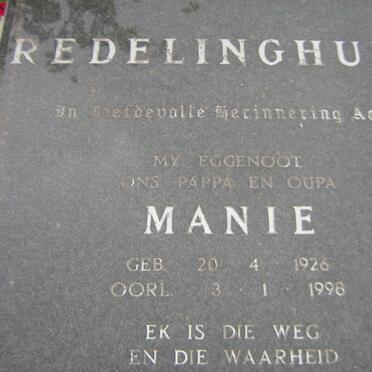 REDELINGHU
In Liefdevolle Herinnering Aa
MY EGGENOOT
ONS PAPPA EN OUPA
MANIE
GEB. 20 · 4 · 1926
OORL. 3 · 1 · 1998
EK IS DIE WEG
EN DIE WAARHEID